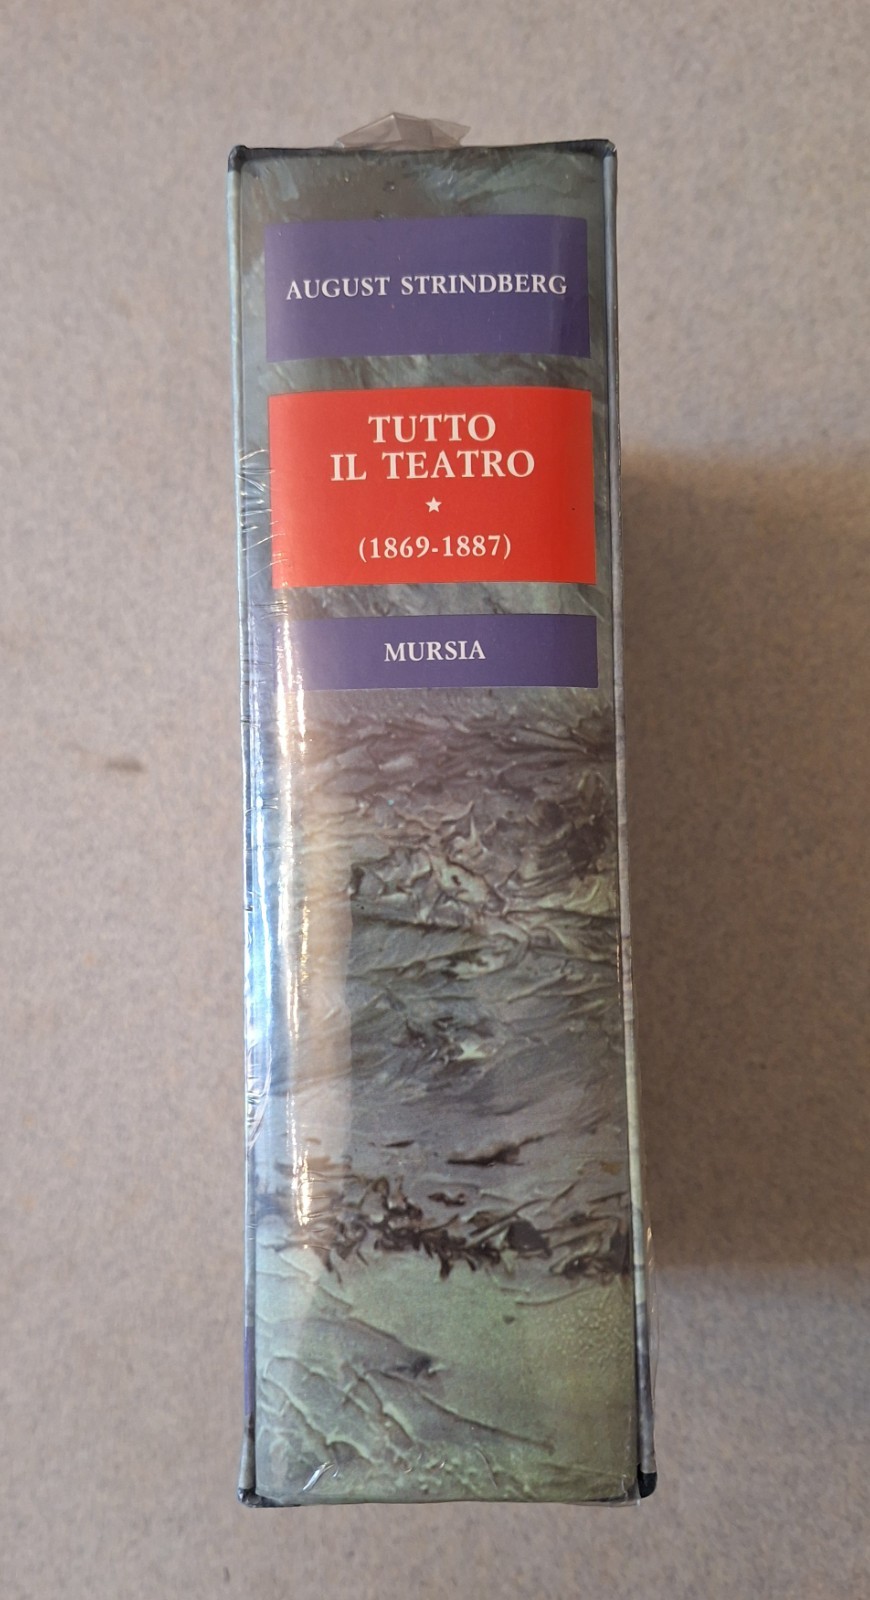 AUGUST STRINDBERG
TUTTO
IL TEATRO
★
(1869-1887)
MURSIA